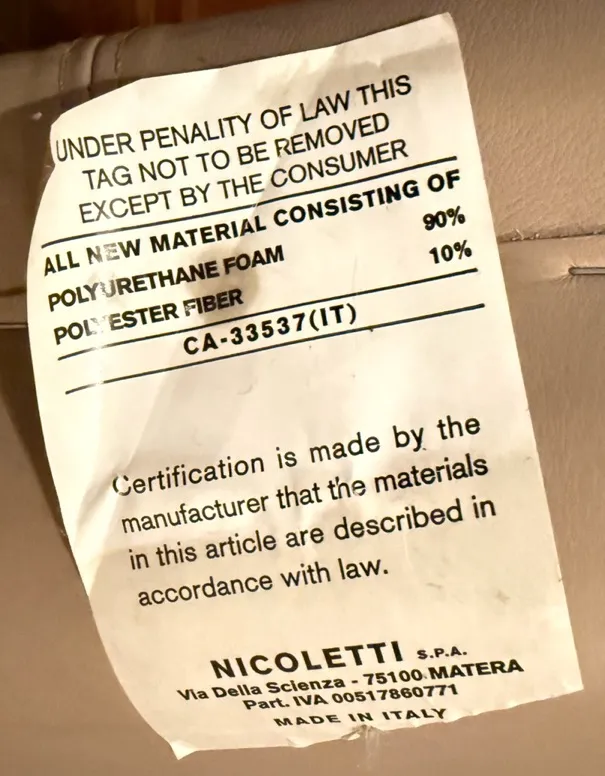 UNDER PENALITY OF LAW THIS
TAG NOT TO BE REMOVED
EXCEPT BY THE CONSUMER
ALL NEW MATERIAL CONSISTING OF
POLYURETHANE FOAM 90%
POLYESTER FIBER 10%
CA-33537(IT)
Certification is made by the
manufacturer that the materials
in this article are described in
accordance with law.
NICOLETTI S.P.A.
Via Della Scienza - 75100 MATERA
Part. IVA 00517860771
MADE IN ITALY